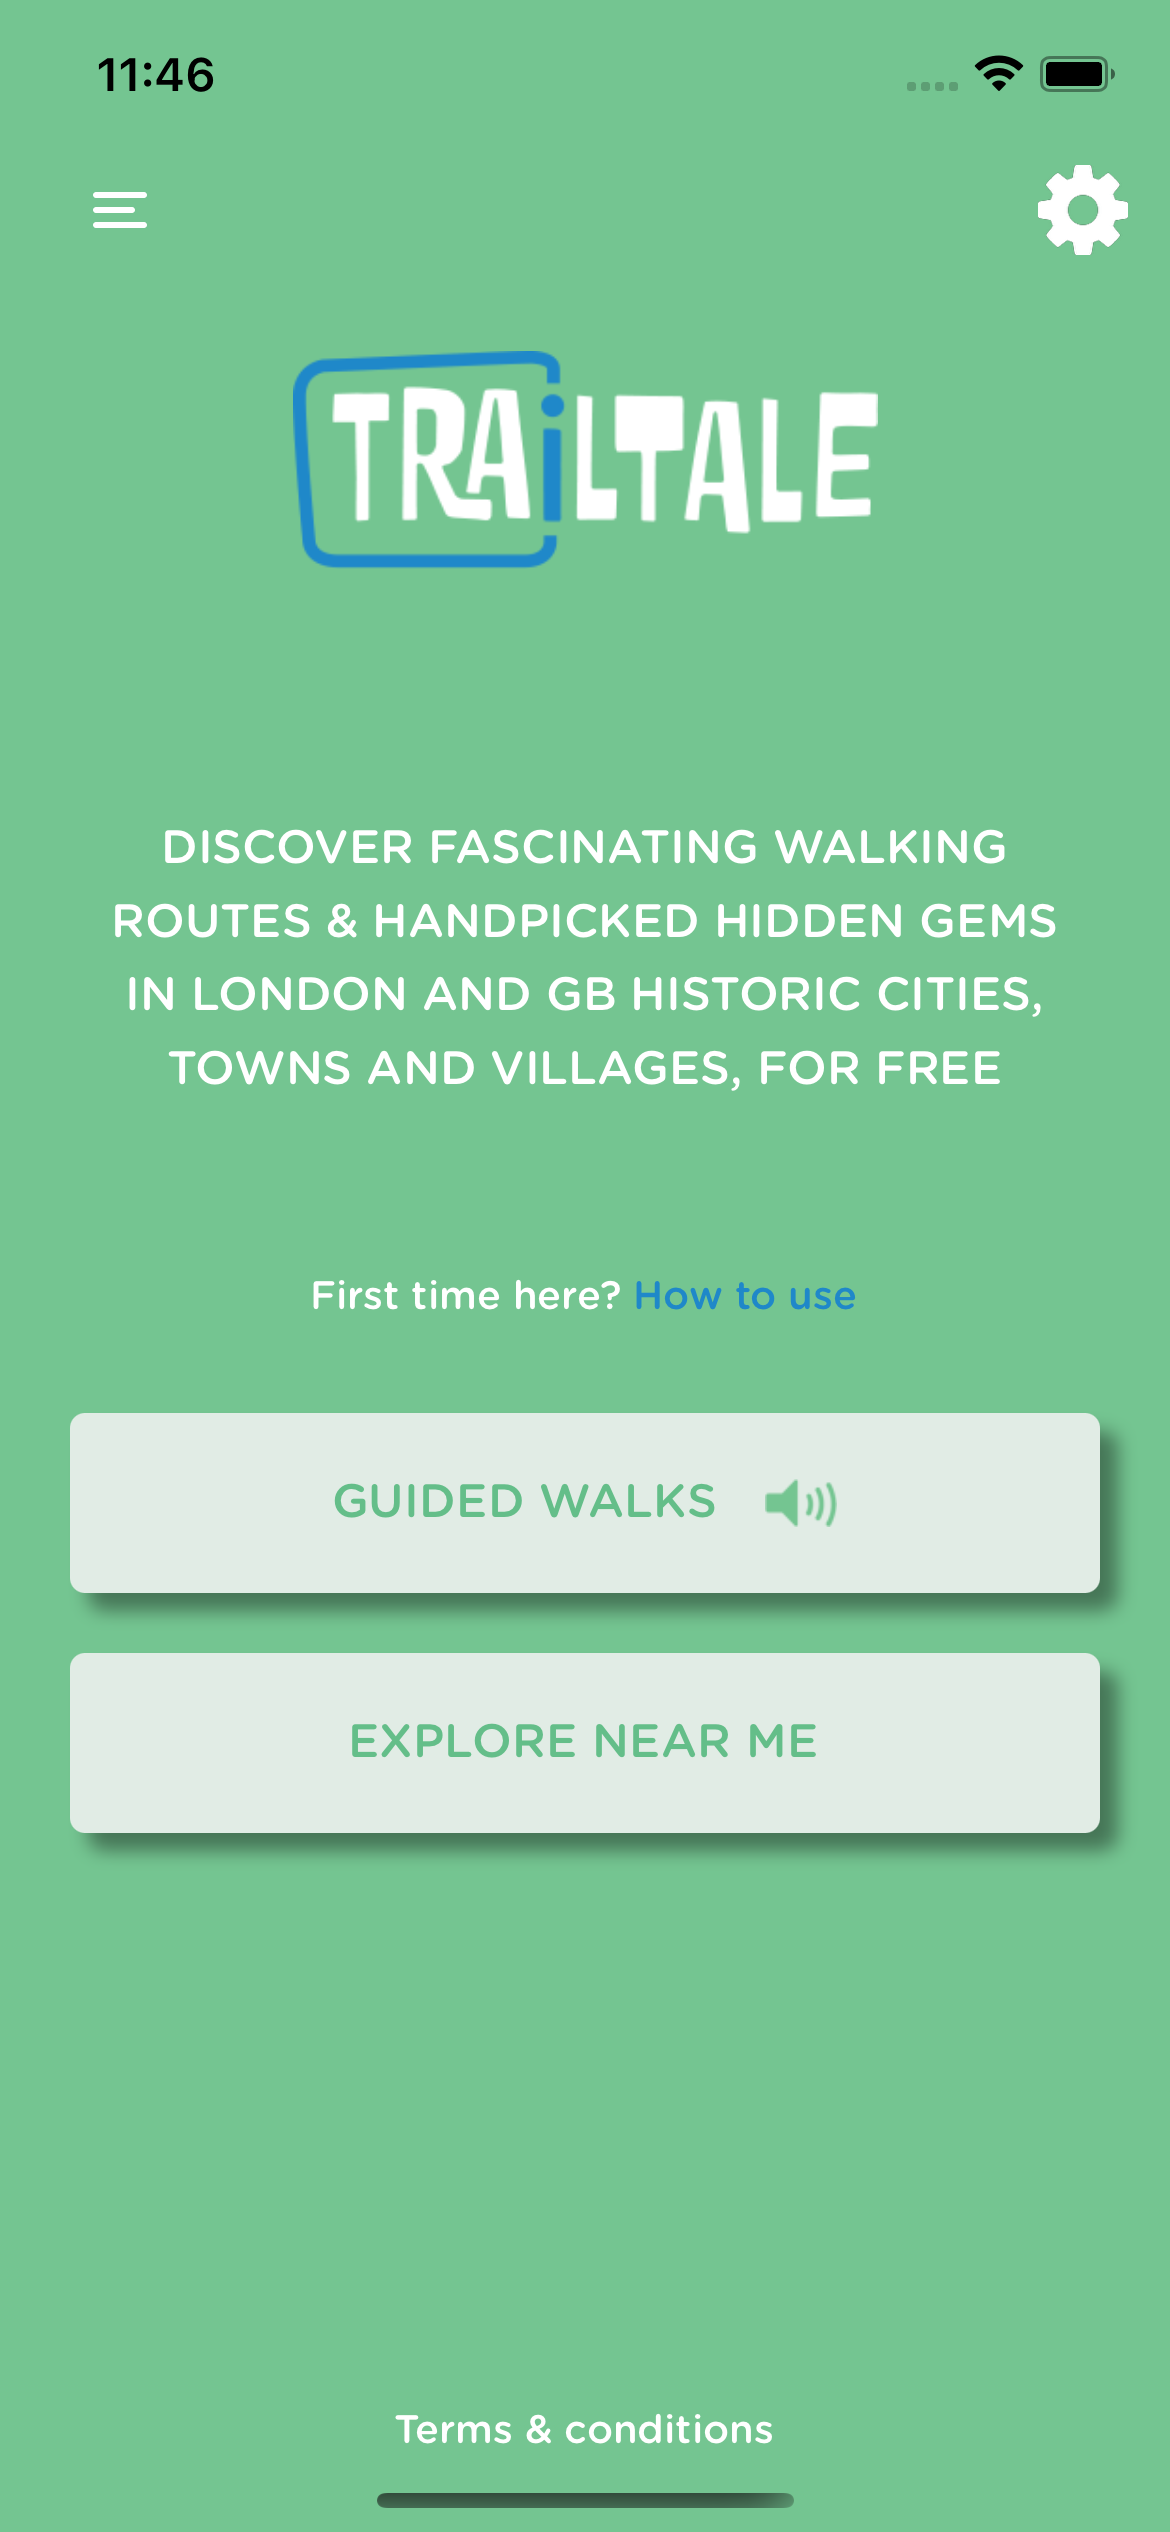 11:46
TRAiLTALE
DISCOVER FASCINATING WALKING
ROUTES & HANDPICKED HIDDEN GEMS
IN LONDON AND GB HISTORIC CITIES,
TOWNS AND VILLAGES, FOR FREE
First time here? How to use
GUIDED WALKS
EXPLORE NEAR ME
Terms & conditions